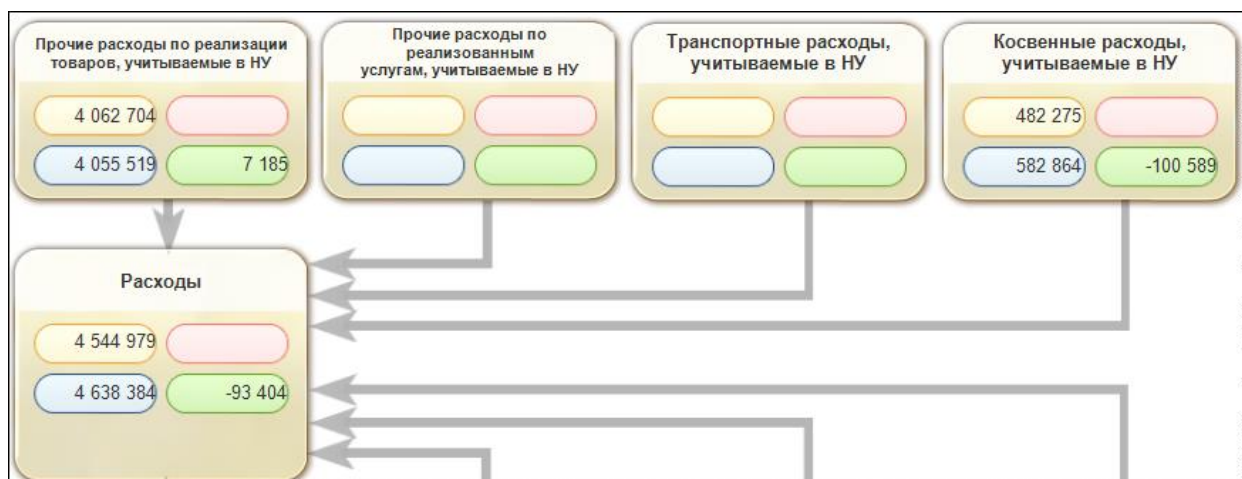 Прочие расходы по реализации
товаров, учитываемые в НУ
4 062 704
4 055 519 7 185
Прочие расходы по
реализованным
услугам, учитываемые в НУ
Транспортные расходы,
учитываемые в НУ
Косвенные расходы,
учитываемые в НУ
482 275
582 864 -100 589
Расходы
4 544 979
4 638 384 -93 404